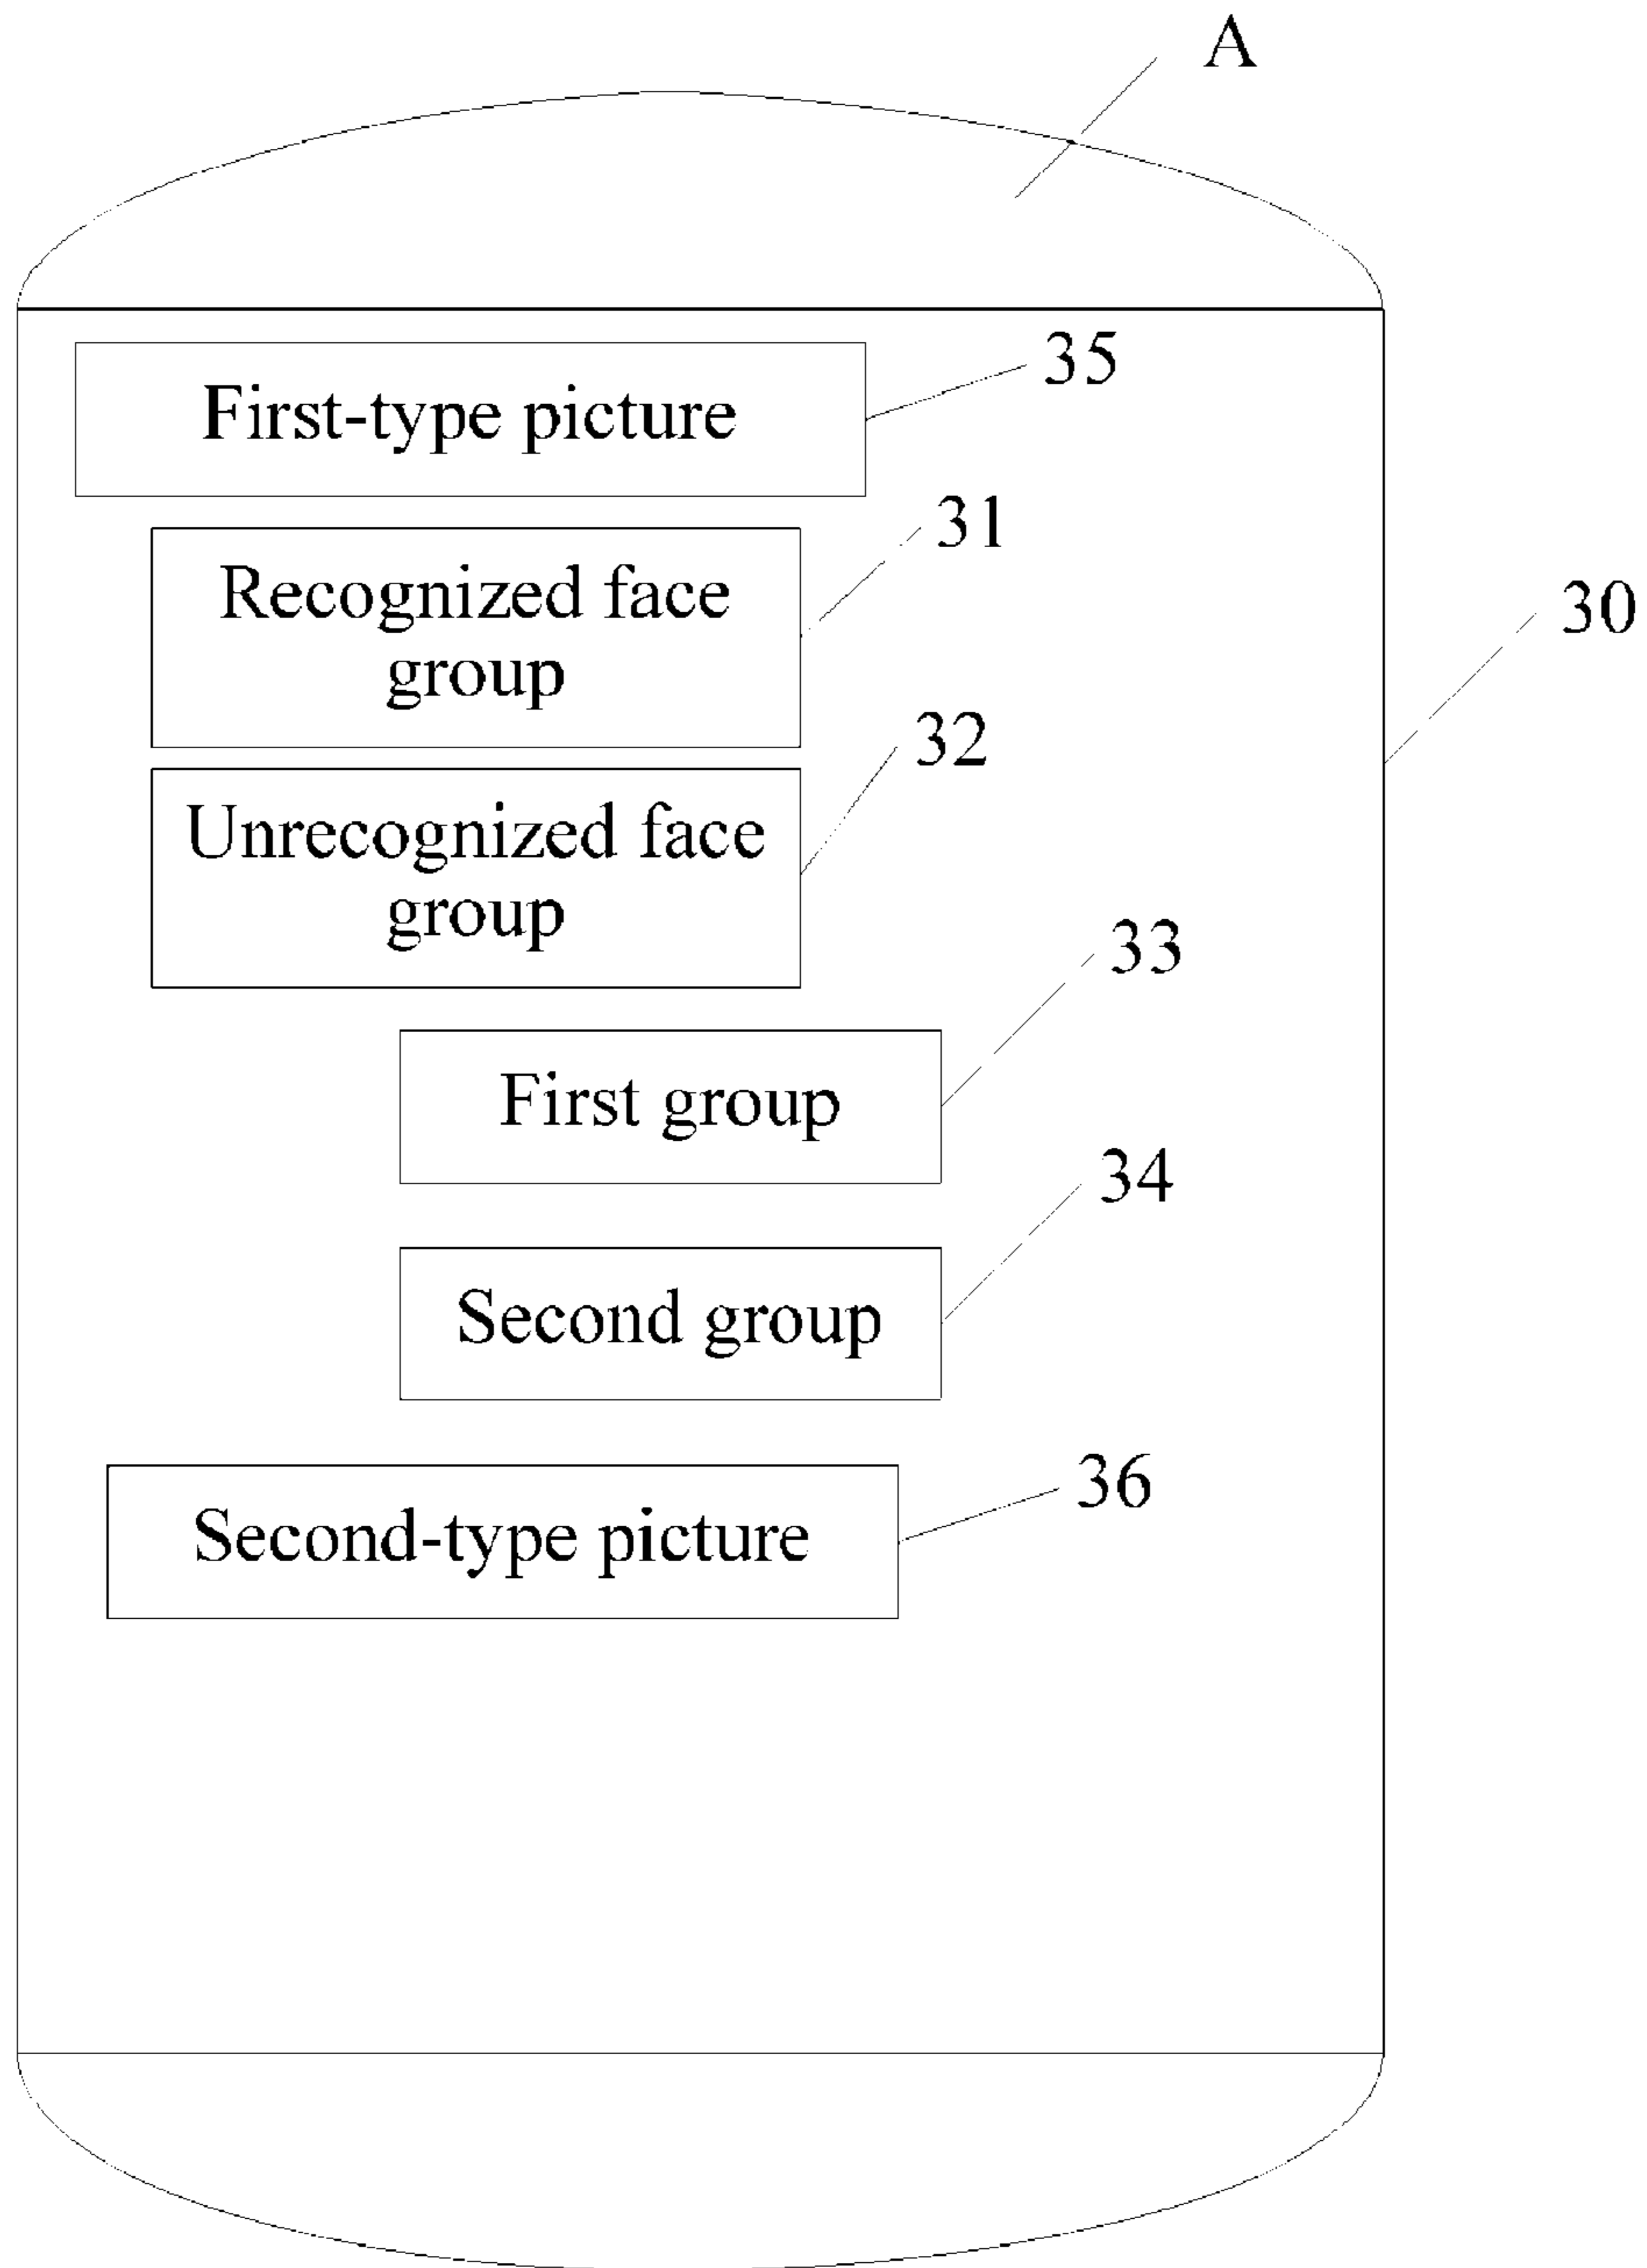 A
First-type picture
35
Recognized face
group
31
30
Unrecognized face
group
32
First group
33
Second group
34
Second-type picture
36